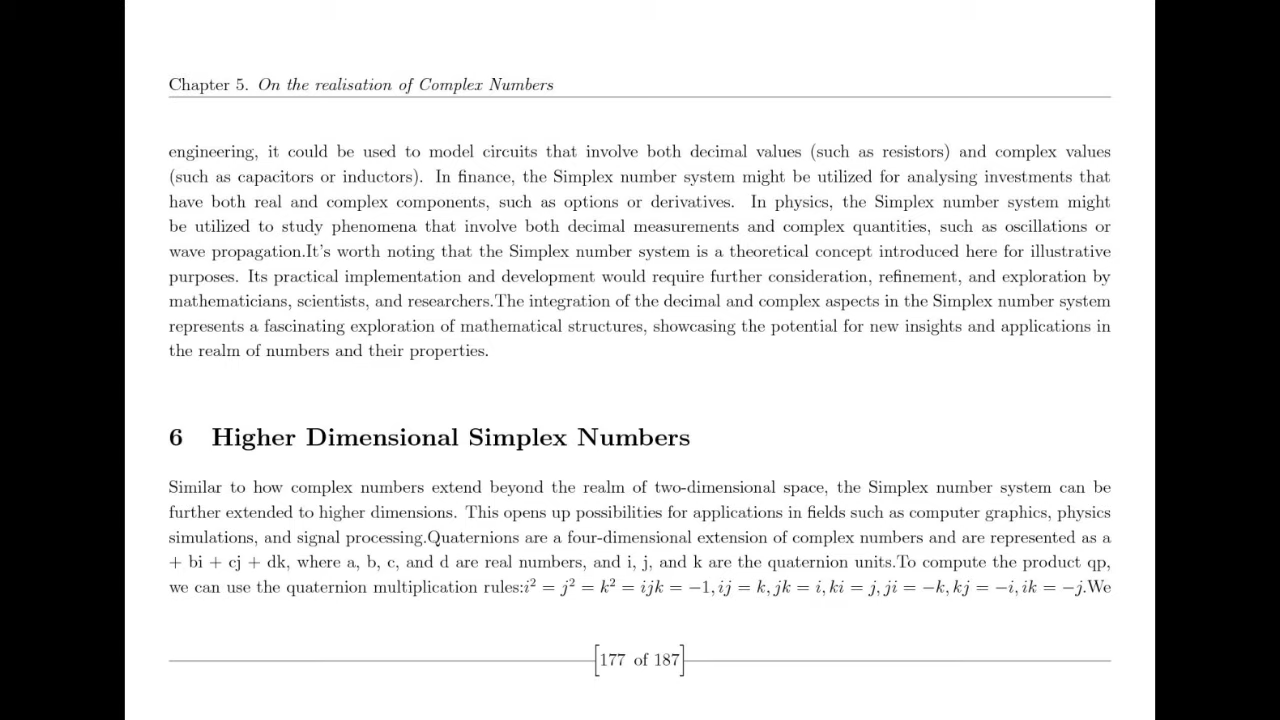 Chapter 5. On the realisation of Complex Numbers
engineering, it could be used to model circuits that involve both decimal values (such as resistors) and complex values
(such as capacitors or inductors). In finance, the Simplex number system might be utilized for analysing investments that
have both real and complex components, such as options or derivatives. In physics, the Simplex number system might
be utilized to study phenomena that involve both decimal measurements and complex quantities, such as oscillations or
wave propagation.It's worth noting that the Simplex number system is a theoretical concept introduced here for illustrative
purposes. Its practical implementation and development would require further consideration, refinement, and exploration by
mathematicians, scientists, and researchers.The integration of the decimal and complex aspects in the Simplex number system
represents a fascinating exploration of mathematical structures, showcasing the potential for new insights and applications in
the realm of numbers and their properties.
6 Higher Dimensional Simplex Numbers
Similar to how complex numbers extend beyond the realm of two-dimensional space, the Simplex number system can be
further extended to higher dimensions. This opens up possibilities for applications in fields such as computer graphics, physics
simulations, and signal processing.Quaternions are a four-dimensional extension of complex numbers and are represented as a
+ bi + cj + dk, where a, b, c, and d are real numbers, and i, j, and k are the quaternion units.To compute the product qp,
we can use the quaternion multiplication rules:i² = j² = k² = ijk = −1, ij = k, jk = i, ki = j, ji = −k, kj = −i, ik = −j.We
[177 of 187]